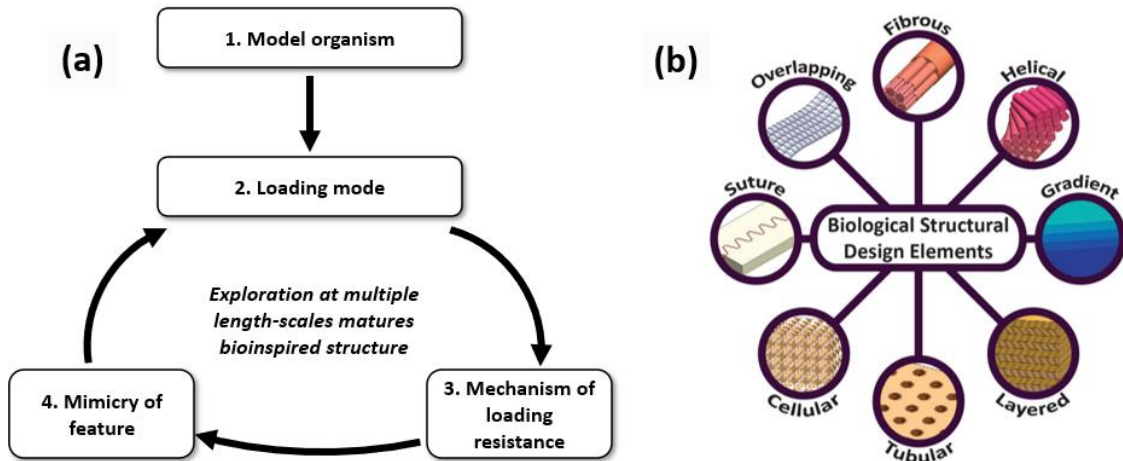 (a)
1. Model organism
2. Loading mode
Exploration at multiple
length-scales matures
bioinspired structure
3. Mechanism of
loading
resistance
4. Mimicry of
feature
(b)
Fibrous
Helical
Gradient
Layered
Tubular
Cellular
Suture
Overlapping
Biological Structural
Design Elements